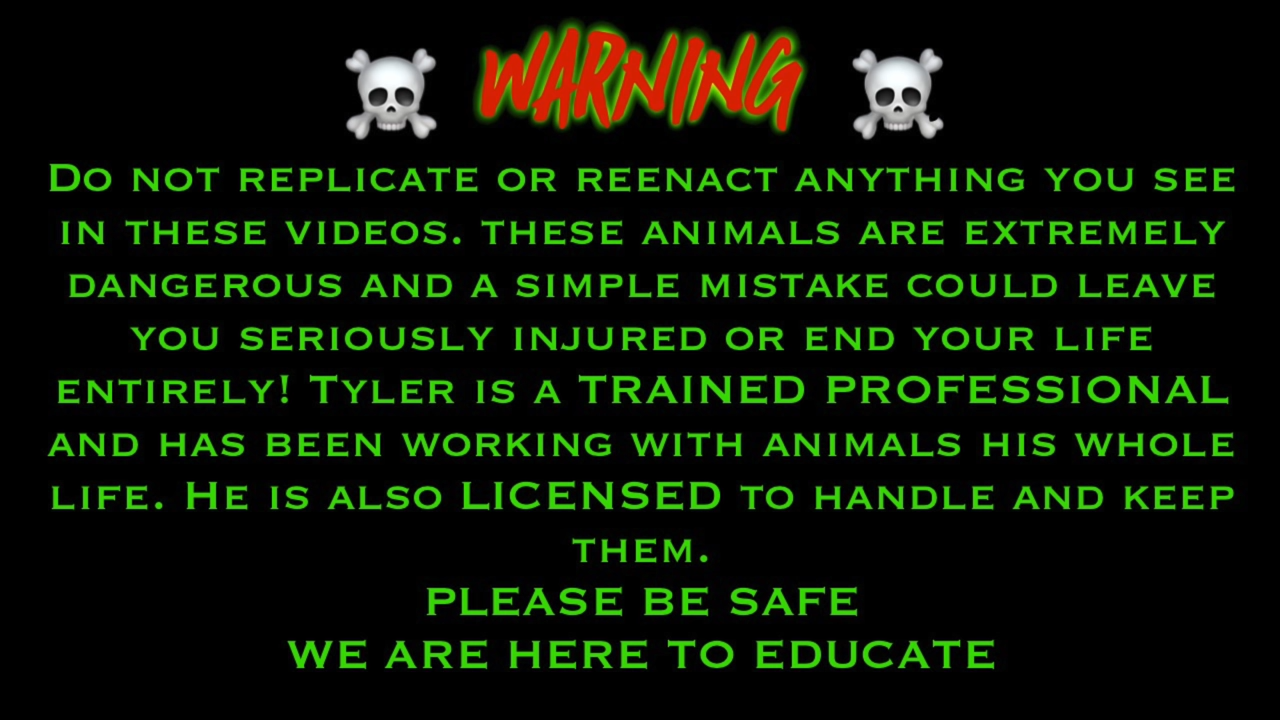 WARNING
Do not replicate or reenact anything you see
in these videos. these animals are extremely
dangerous and a simple mistake could leave
you seriously injured or end your life
entirely! Tyler is a TRAINED PROFESSIONAL
and has been working with animals his whole
life. He is also LICENSED to handle and keep
them.
PLEASE BE SAFE
WE ARE HERE TO EDUCATE